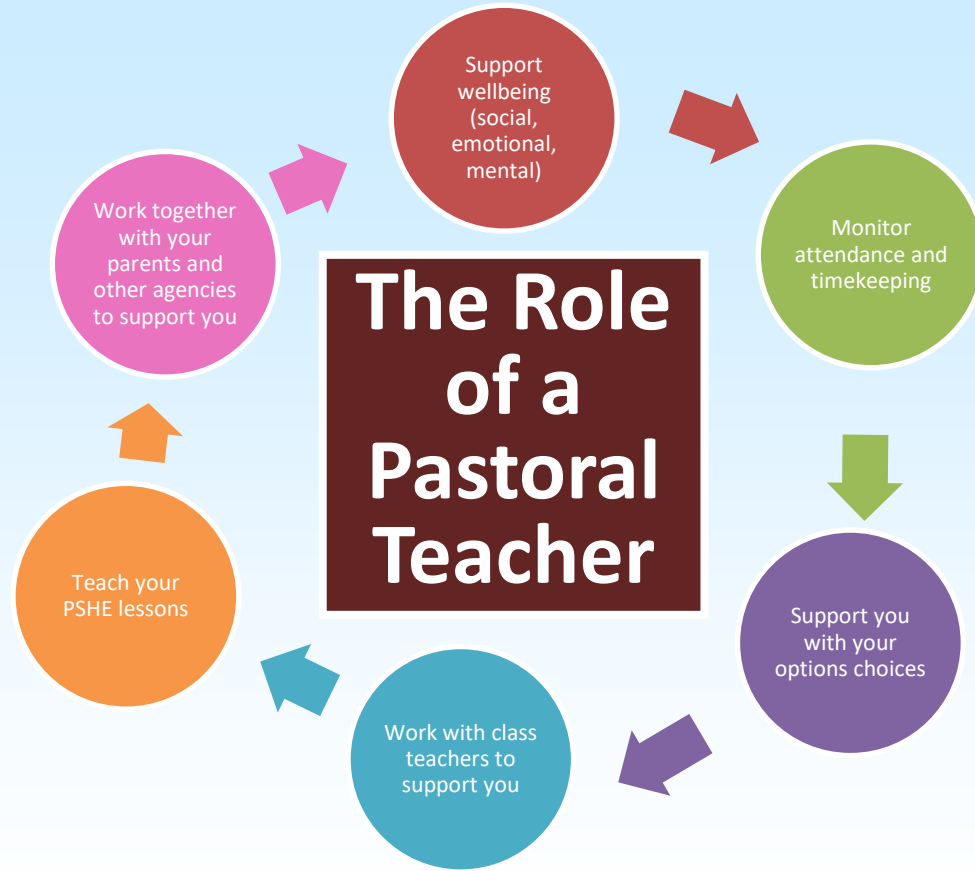 Support
wellbeing
(social,
emotional,
mental)
Monitor
attendance and
timekeeping
Support you
with your
options choices
Work with class
teachers to
support you
Teach your
PSHE lessons
Work together
with your
parents and
other agencies
to support you
The Role
of a
Pastoral
Teacher